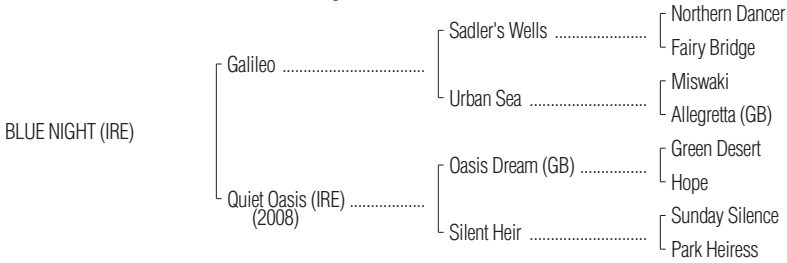 Northern Dancer
Sadler's Wells ......................
Fairy Bridge
Galileo ..................................
Miswaki
Urban Sea ............................
Allegretta (GB)
BLUE NIGHT (IRE)
Green Desert
Oasis Dream (GB) ................
Hope
Quiet Oasis (IRE) ..................
(2008)
Sunday Silence
Silent Heir ............................
Park Heiress